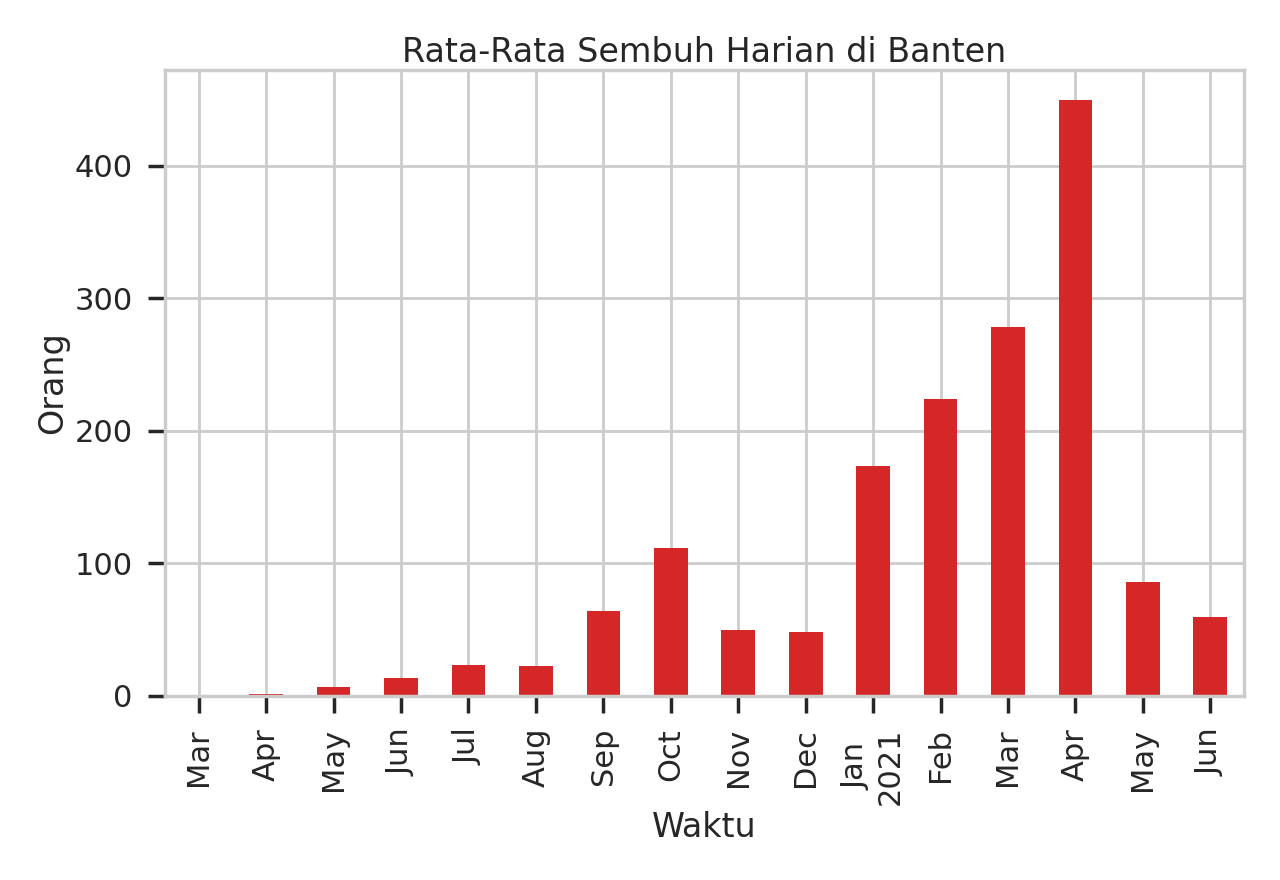 Rata-Rata Sembuh Harian di Banten
Orang
400
300
200
100
0
Mar
Apr
May
Jun
Jul
Aug
Sep
Oct
Nov
Dec
Jan
2021
Feb
Mar
Apr
May
Jun
Waktu